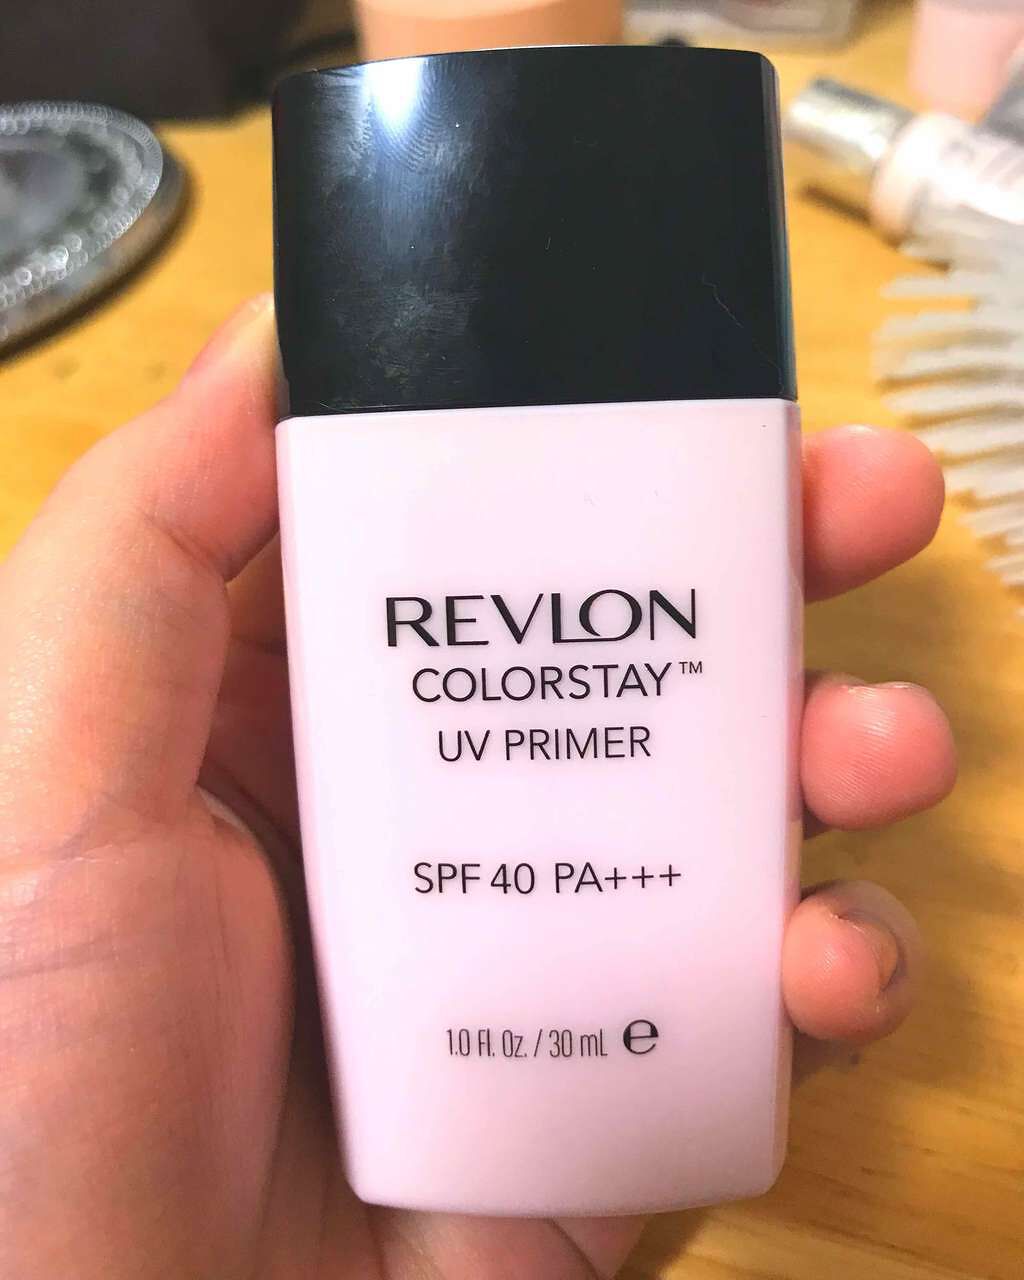 REVLON
COLORSTAY™
UV PRIMER
SPF 40 PA+++
1.0 Fl. Oz. / 30 mL ℮